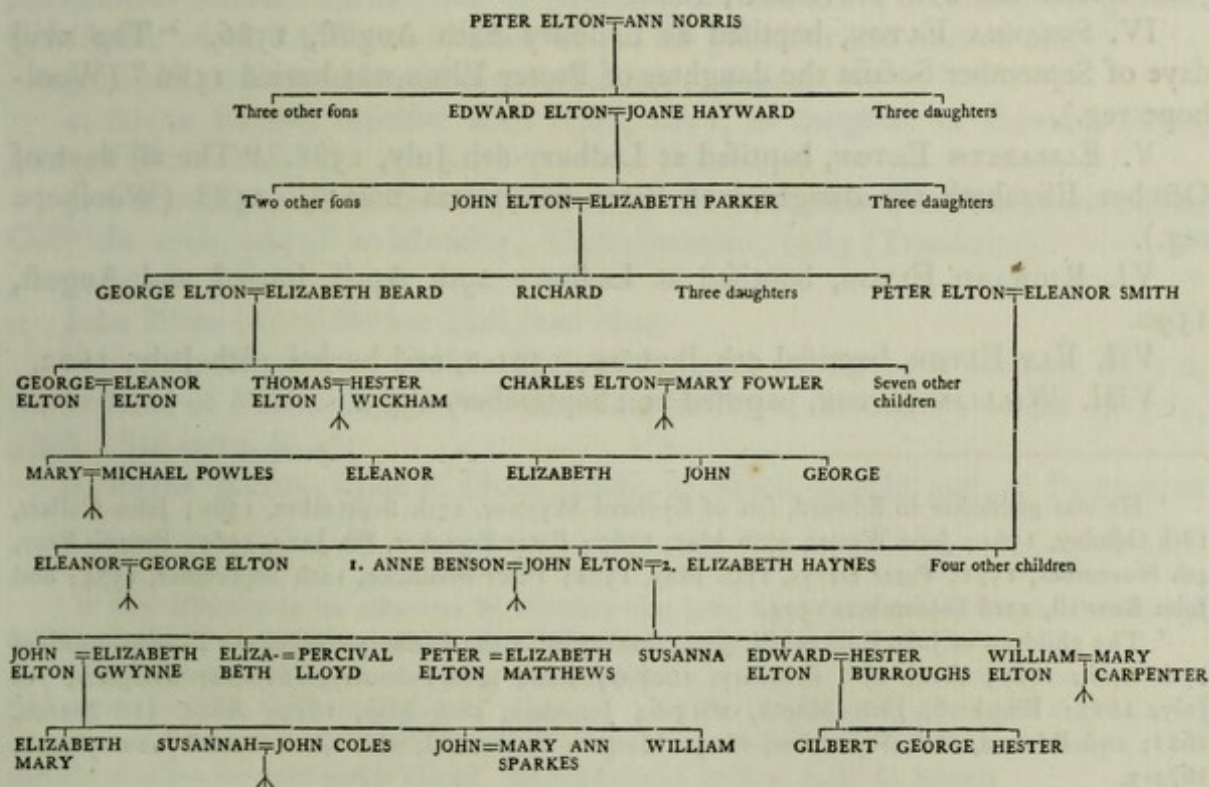 PETER ELTON=ANN NORRIS
Three other fons EDWARD ELTON=JOANE HAYWARD Three daughters
Two other fons JOHN ELTON=ELIZABETH PARKER Three daughters
GEORGE ELTON=ELIZABETH BEARD RICHARD Three daughters PETER ELTON=ELEANOR SMITH
GEORGE=ELEANOR THOMAS=HESTER CHARLES ELTON=MARY FOWLER Seven other
ELTON ELTON ELTON WICKHAM children
MARY=MICHAEL POWLES ELEANOR ELIZABETH JOHN GEORGE
ELEANOR=GEORGE ELTON 1. ANNE BENSON=JOHN ELTON=2. ELIZABETH HAYNES Four other children
JOHN =ELIZABETH ELIZA-=PERCIVAL PETER =ELIZABETH SUSANNA EDWARD=HESTER WILLIAM=MARY
ELTON GWYNNE BETH LLOYD ELTON MATTHEWS ELTON BURROUGHS ELTON CARPENTER
ELIZABETH SUSANNAH=JOHN COLES JOHN=MARY ANN WILLIAM GILBERT GEORGE HESTER
MARY SPARKES